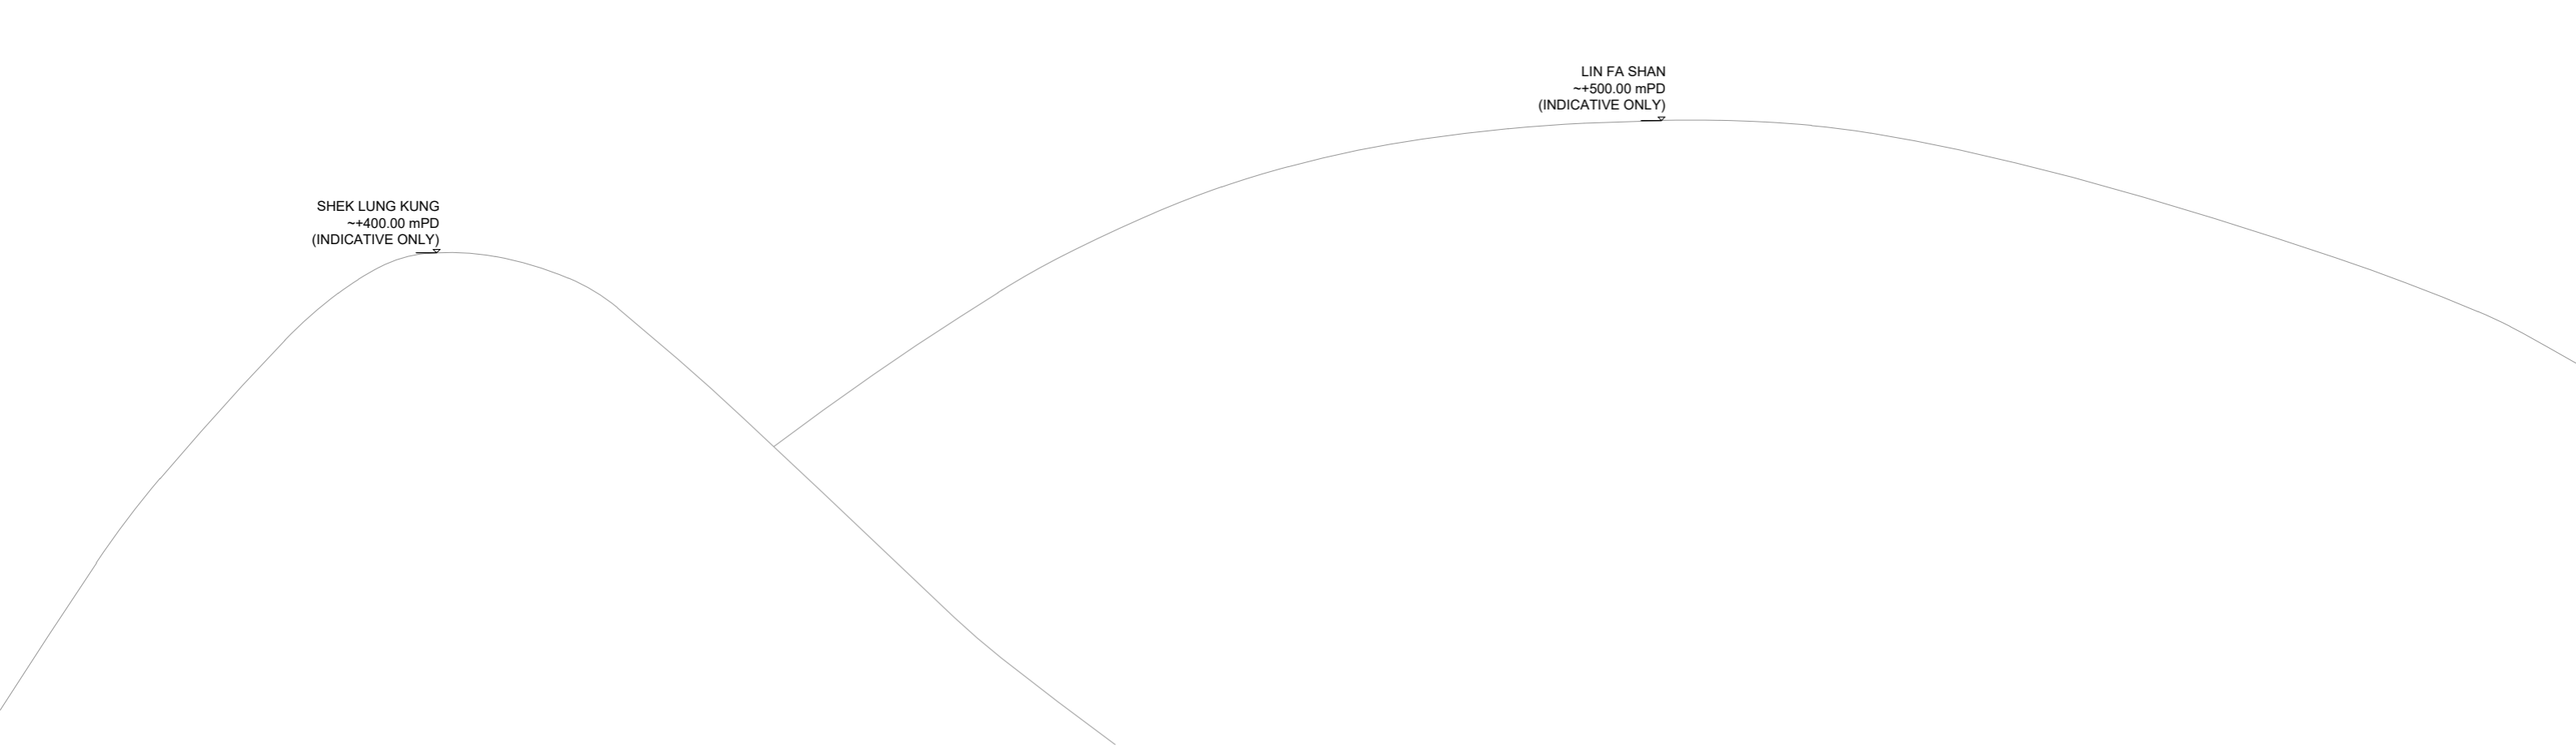 LIN FA SHAN
~+500.00 mPD
(INDICATIVE ONLY)
SHEK LUNG KUNG
~+400.00 mPD
(INDICATIVE ONLY)